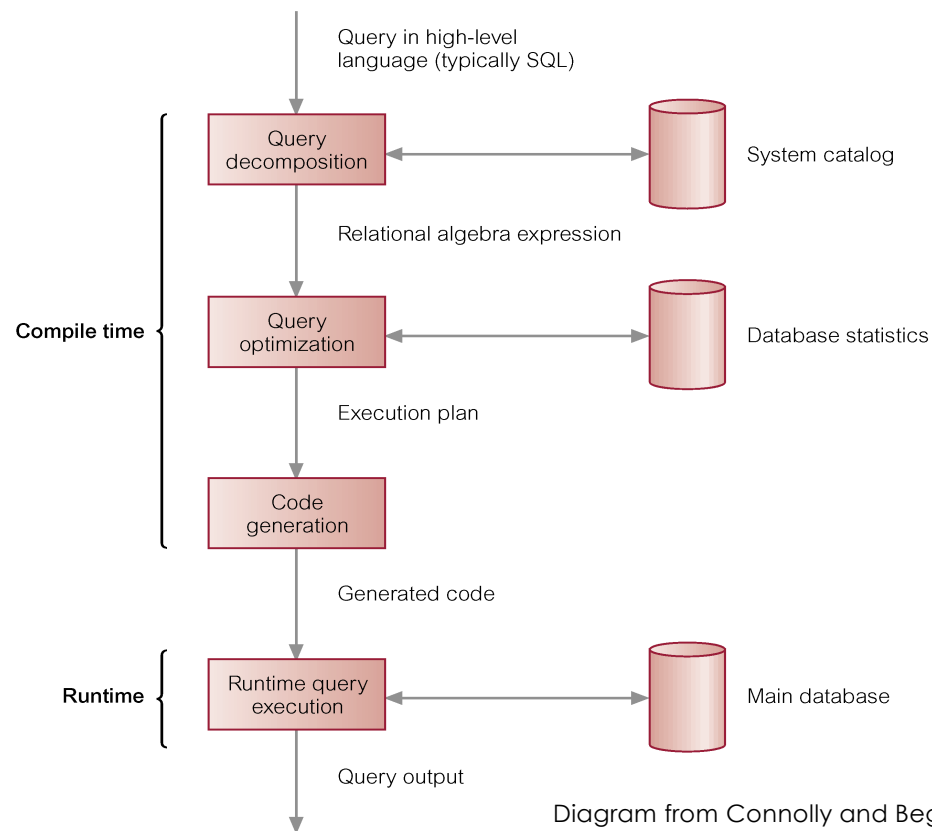 Query in high-level
language (typically SQL)
Query
decomposition
System catalog
Relational algebra expression
Compile time
Query
optimization
Database statistics
Execution plan
Code
generation
Generated code
Runtime
Runtime query
execution
Main database
Query output
Diagram from Connolly and Beg